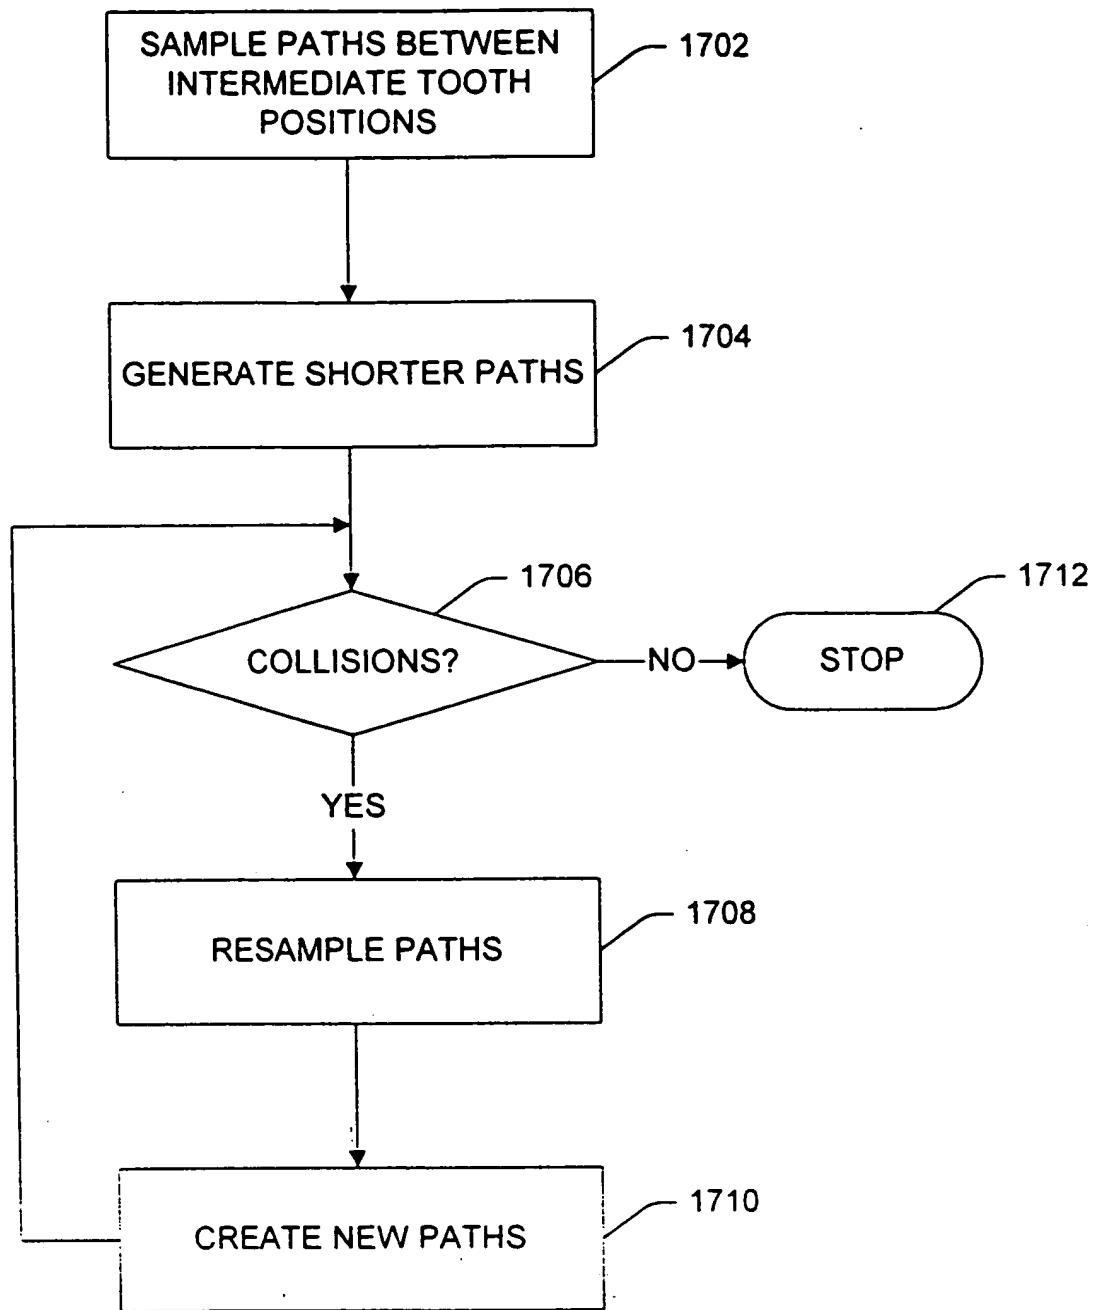 SAMPLE PATHS BETWEEN
INTERMEDIATE TOOTH
POSITIONS
1702
GENERATE SHORTER PATHS
1704
COLLISIONS?
1706
NO
STOP
1712
YES
RESAMPLE PATHS
1708
CREATE NEW PATHS
1710